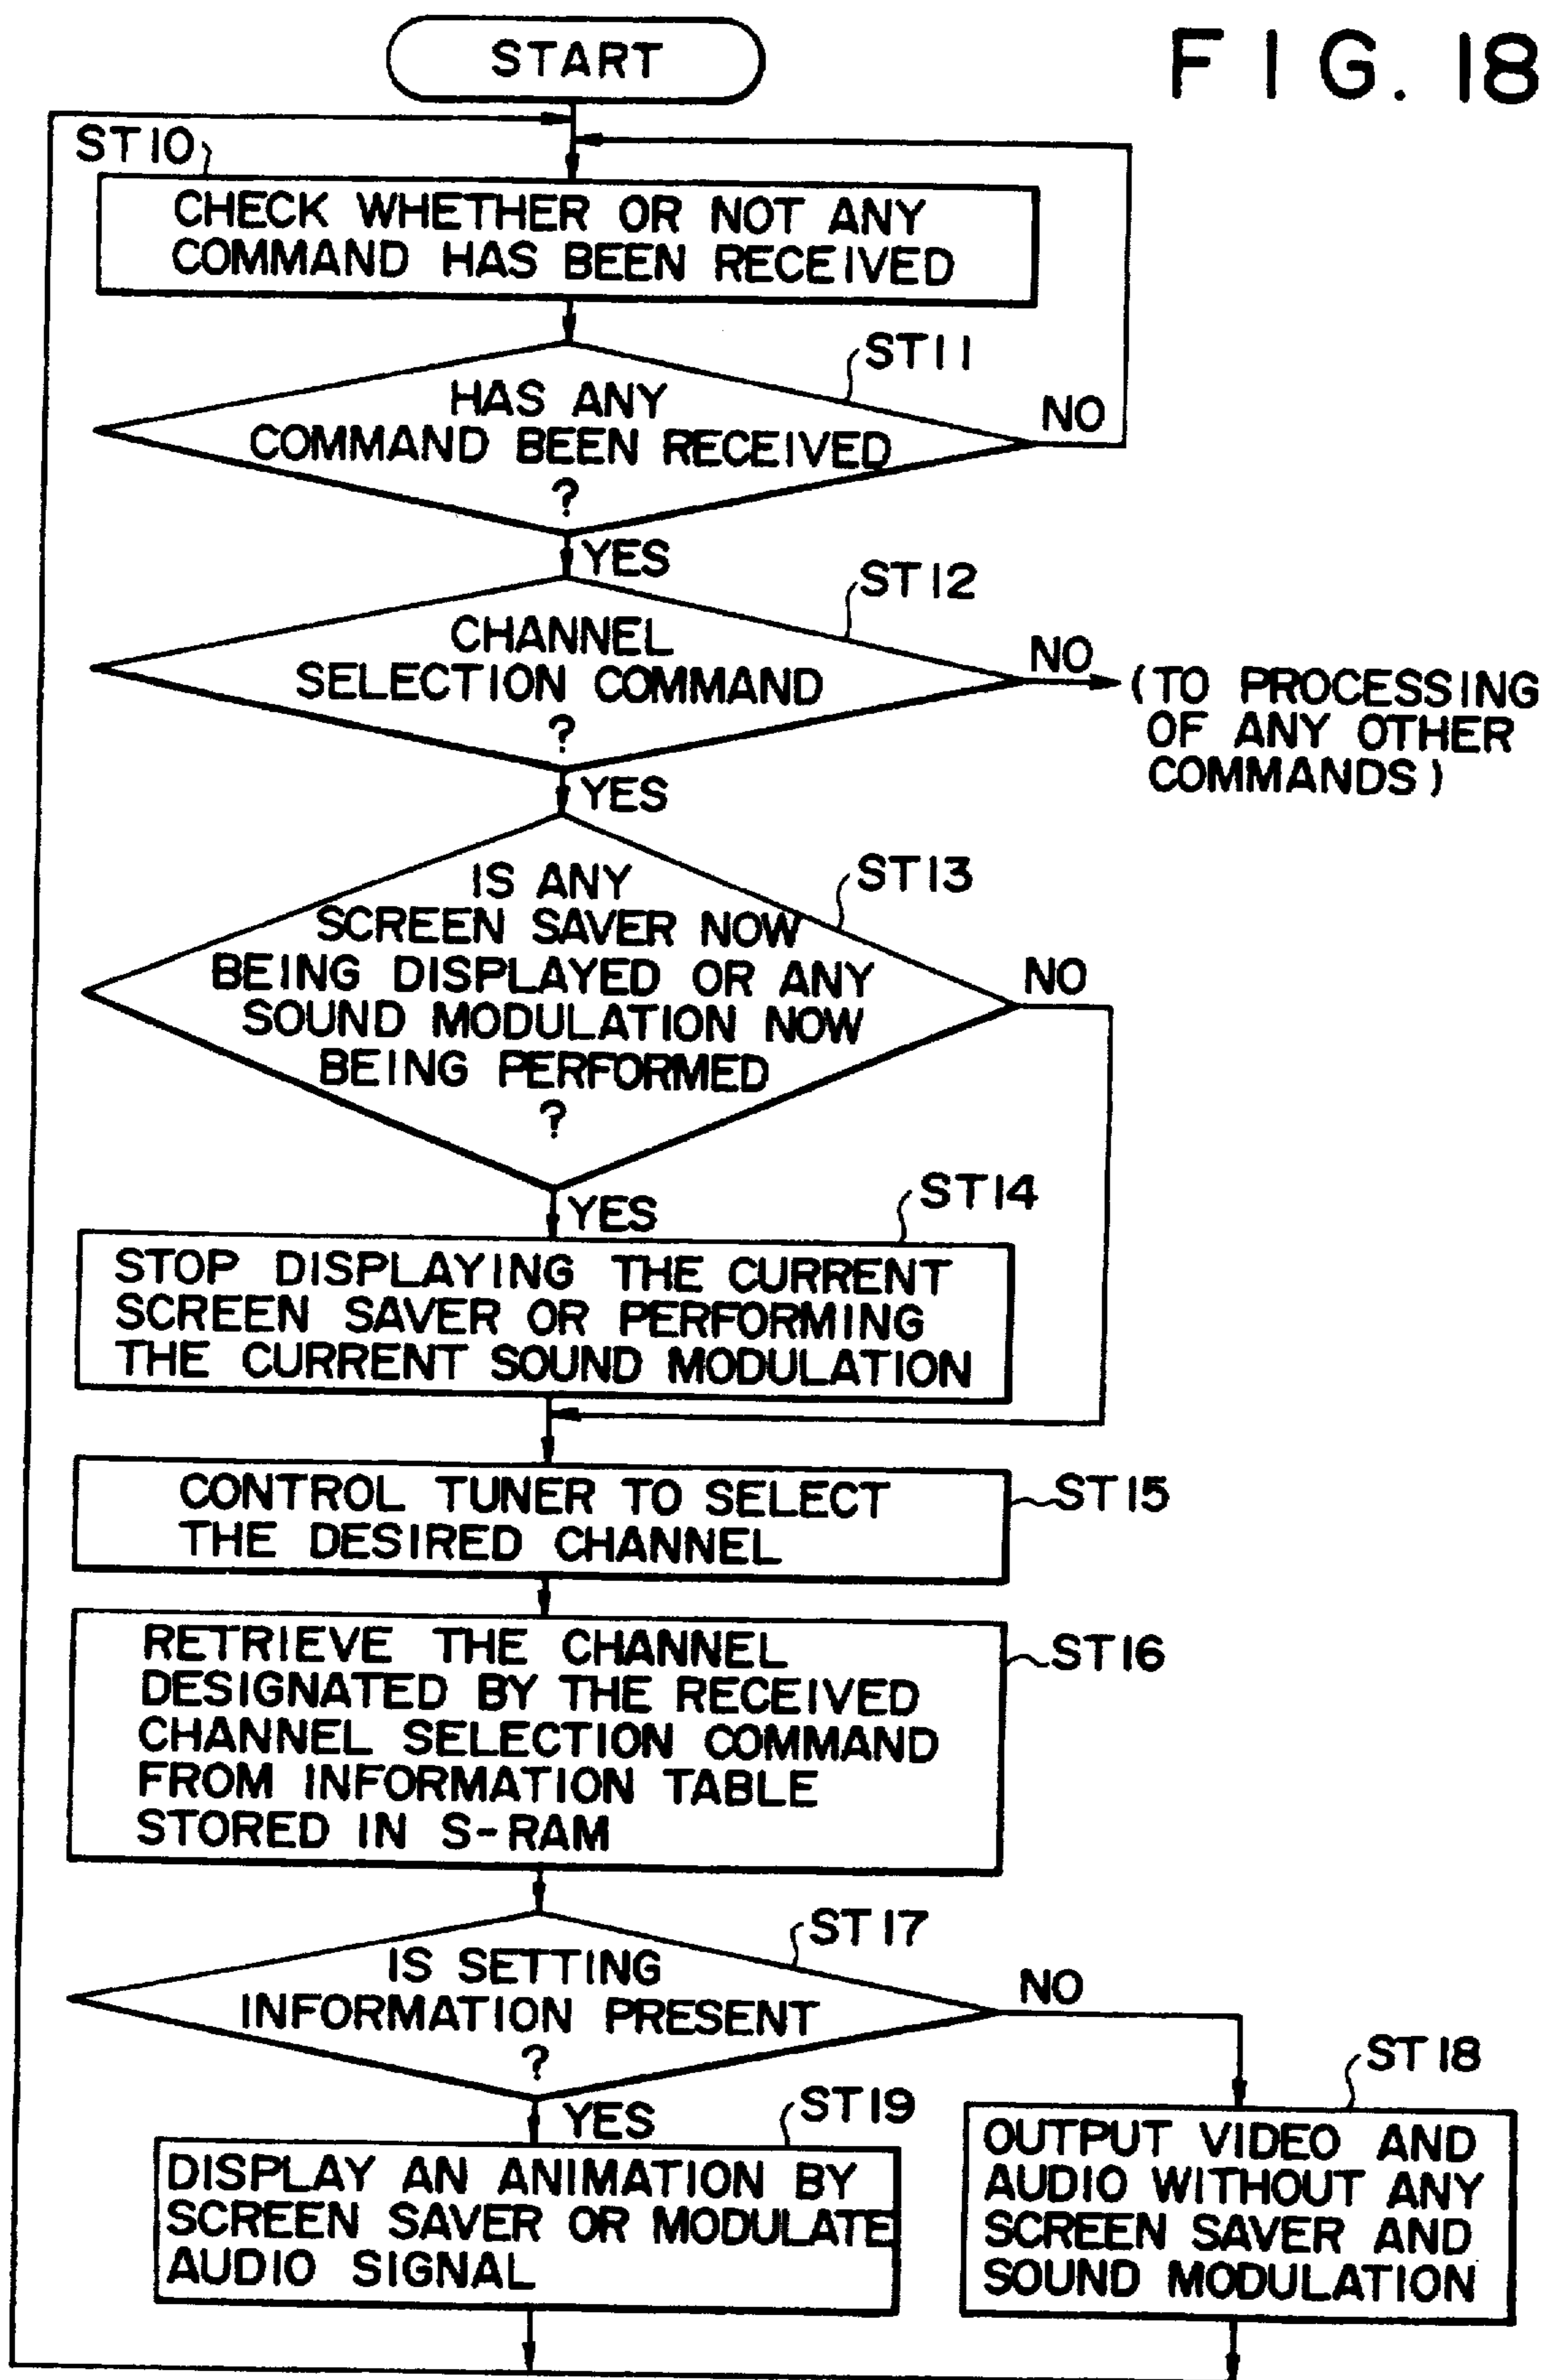 START
FIG. 18
ST10
CHECK WHETHER OR NOT ANY
COMMAND HAS BEEN RECEIVED
ST11
HAS ANY
COMMAND BEEN RECEIVED
?
NO
YES
ST12
CHANNEL
SELECTION COMMAND
?
NO
(TO PROCESSING
OF ANY OTHER
COMMANDS)
YES
ST13
IS ANY
SCREEN SAVER NOW
BEING DISPLAYED OR ANY
SOUND MODULATION NOW
BEING PERFORMED
?
NO
YES
ST14
STOP DISPLAYING THE CURRENT
SCREEN SAVER OR PERFORMING
THE CURRENT SOUND MODULATION
CONTROL TUNER TO SELECT
THE DESIRED CHANNEL
ST15
RETRIEVE THE CHANNEL
DESIGNATED BY THE RECEIVED
CHANNEL SELECTION COMMAND
FROM INFORMATION TABLE
STORED IN S-RAM
ST16
ST17
IS SETTING
INFORMATION PRESENT
?
NO
YES
ST19
DISPLAY AN ANIMATION BY
SCREEN SAVER OR MODULATE
AUDIO SIGNAL
ST18
OUTPUT VIDEO AND
AUDIO WITHOUT ANY
SCREEN SAVER AND
SOUND MODULATION